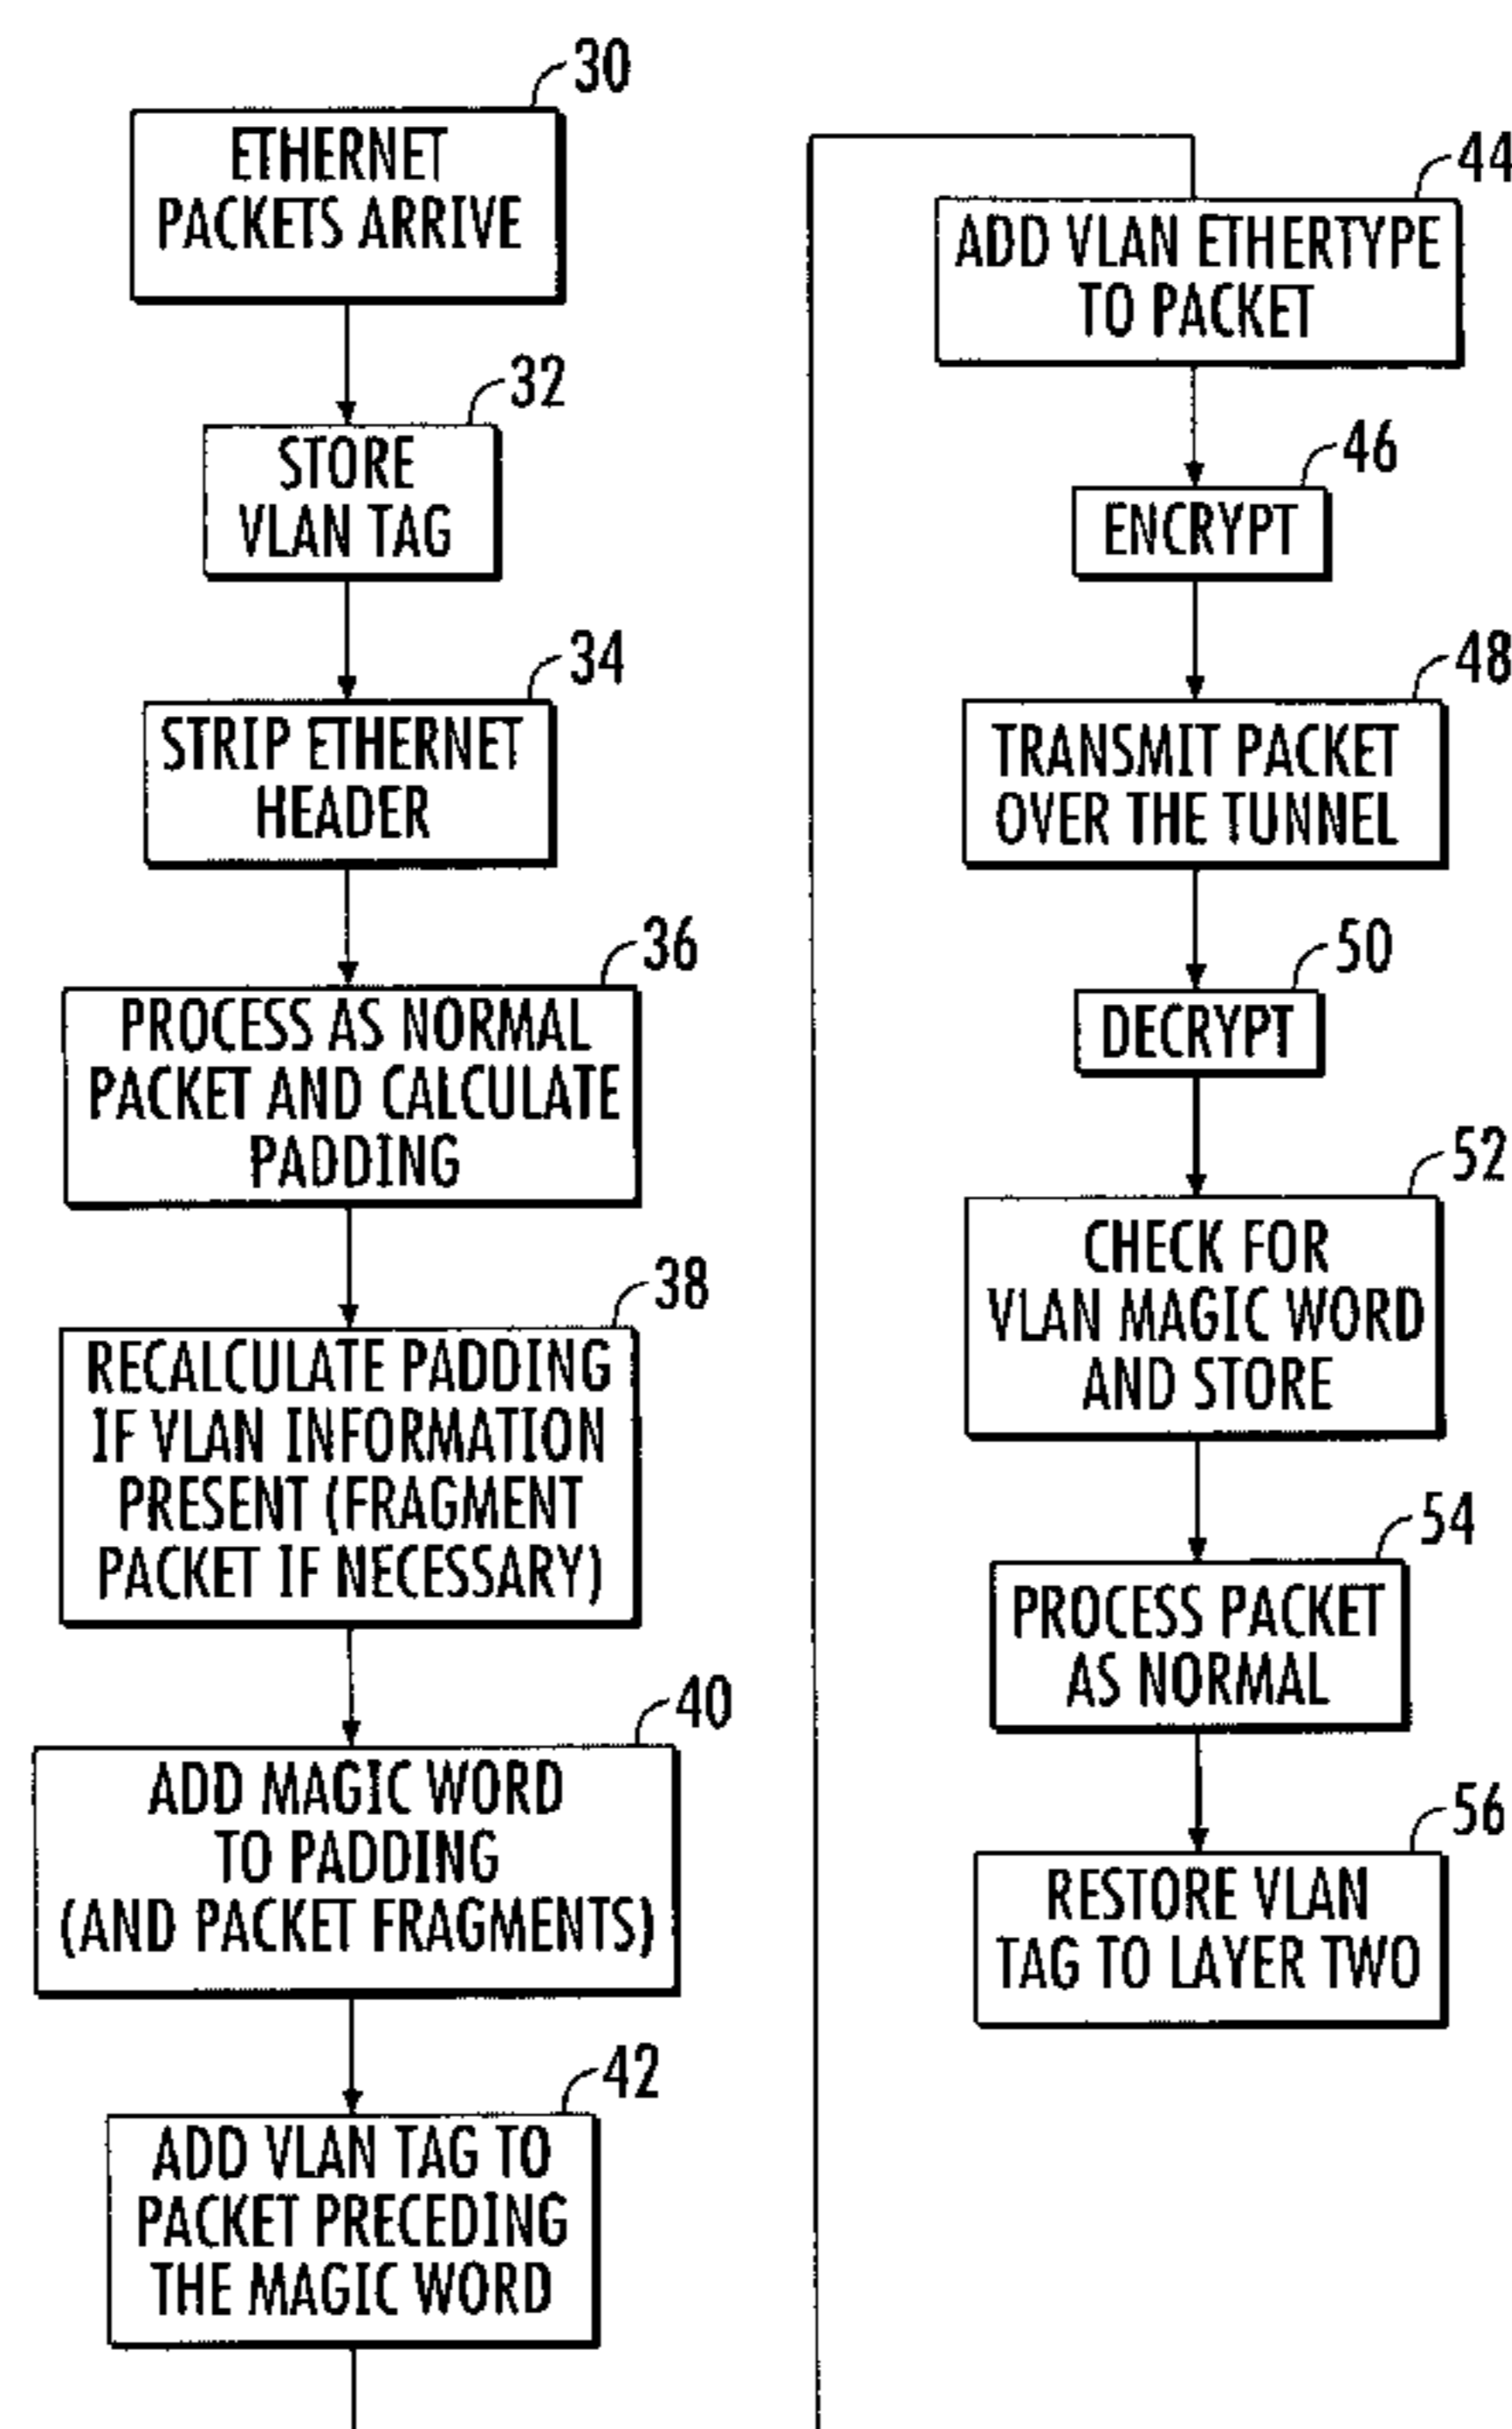 30
ETHERNET
PACKETS ARRIVE
32
STORE
VLAN TAG
34
STRIP ETHERNET
HEADER
36
PROCESS AS NORMAL
PACKET AND CALCULATE
PADDING
38
RECALCULATE PADDING
IF VLAN INFORMATION
PRESENT (FRAGMENT
PACKET IF NECESSARY)
40
ADD MAGIC WORD
TO PADDING
(AND PACKET FRAGMENTS)
42
ADD VLAN TAG TO
PACKET PRECEDING
THE MAGIC WORD
44
ADD VLAN ETHERTYPE
TO PACKET
46
ENCRYPT
48
TRANSMIT PACKET
OVER THE TUNNEL
50
DECRYPT
52
CHECK FOR
VLAN MAGIC WORD
AND STORE
54
PROCESS PACKET
AS NORMAL
56
RESTORE VLAN
TAG TO LAYER TWO